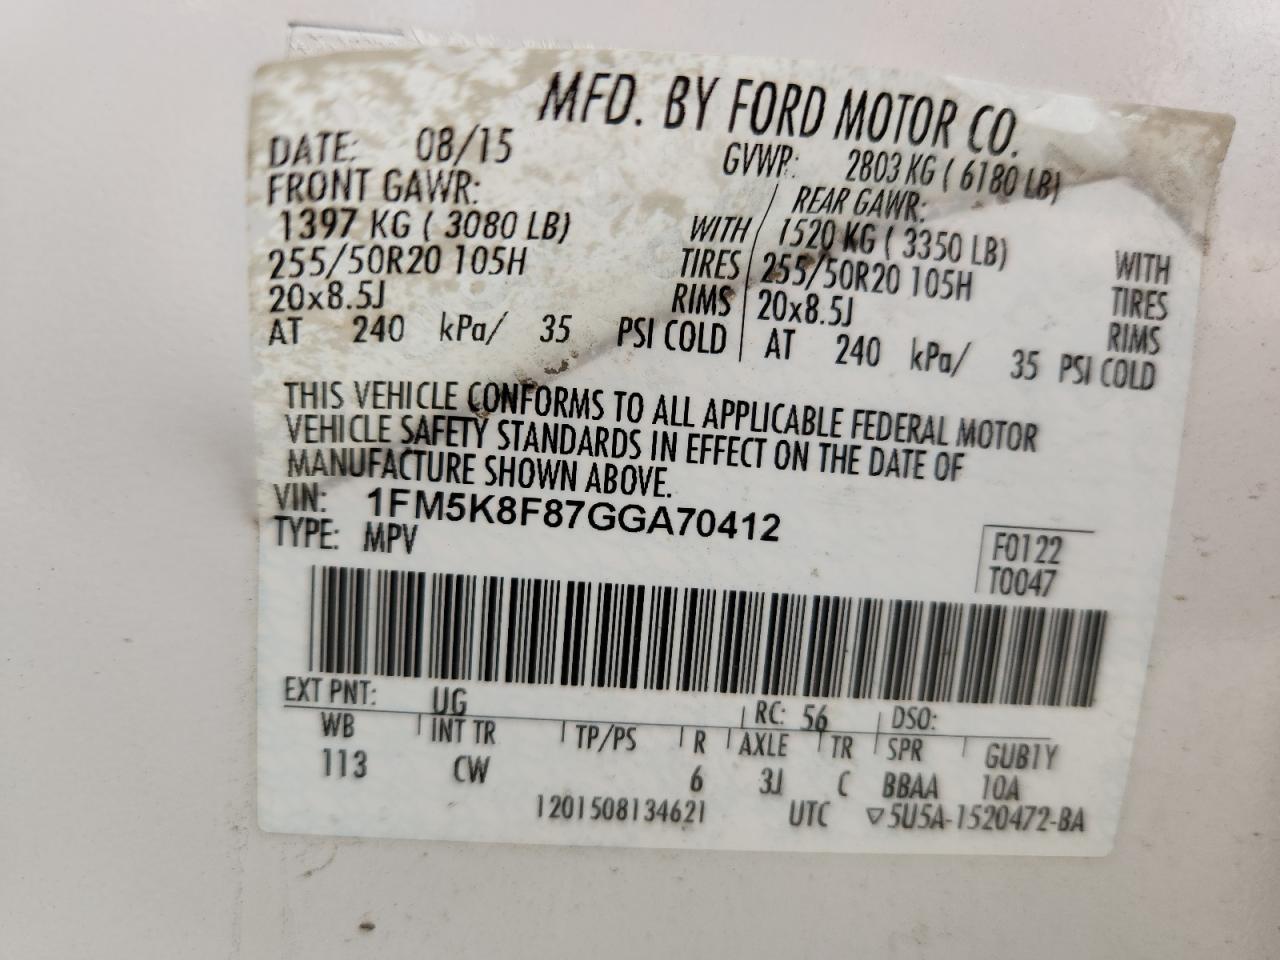 MFD. BY FORD MOTOR CO.
DATE: 08/15 GVWR: 2803 KG ( 6180 LB)
FRONT GAWR: REAR GAWR:
1397 KG ( 3080 LB) WITH 1520 KG ( 3350 LB) WITH
255/50R20 105H TIRES 255/50R20 105H TIRES
20x8.5J RIMS 20x8.5J RIMS
AT 240 kPa/ 35 PSI COLD AT 240 kPa/ 35 PSI COLD
THIS VEHICLE CONFORMS TO ALL APPLICABLE FEDERAL MOTOR
VEHICLE SAFETY STANDARDS IN EFFECT ON THE DATE OF
MANUFACTURE SHOWN ABOVE.
VIN: 1FM5K8F87GGA70412
TYPE: MPV
F0122
T0047
EXT PNT: UG RC: 56 DSO:
WB INT TR TP/PS R AXLE TR SPR GUB1Y
113 CW 6 3J C BBAA 10A
1201508134621 UTC ▽5U5A-1520472-BA